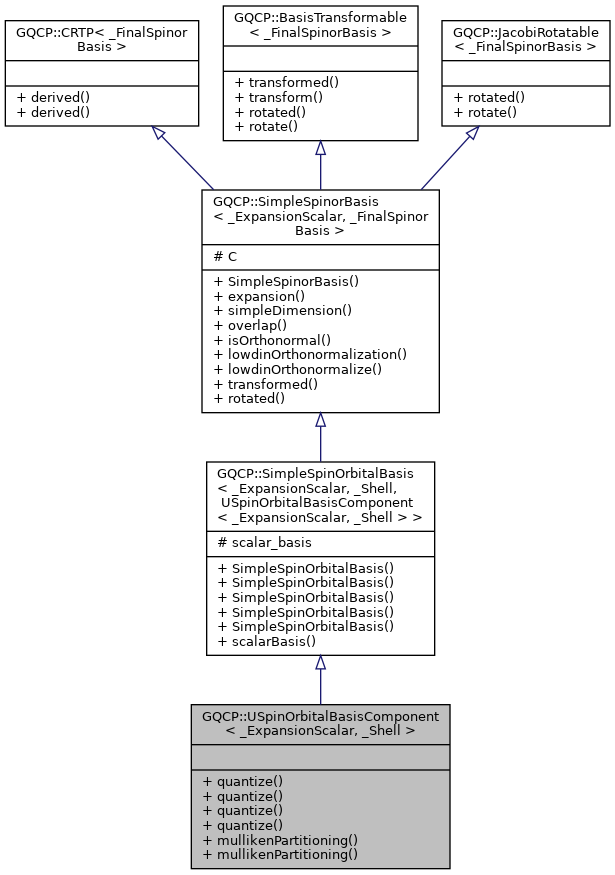 GQCP::CRTP< _FinalSpinor
Basis >
+ derived()
+ derived()
GQCP::BasisTransformable
< _FinalSpinorBasis >
+ transformed()
+ transform()
+ rotated()
+ rotate()
GQCP::JacobiRotatable
< _FinalSpinorBasis >
+ rotated()
+ rotate()
GQCP::SimpleSpinorBasis
< _ExpansionScalar, _FinalSpinor
Basis >
# C
+ SimpleSpinorBasis()
+ expansion()
+ simpleDimension()
+ overlap()
+ isOrthonormal()
+ lowdinOrthonormalization()
+ lowdinOrthonormalize()
+ transformed()
+ rotated()
GQCP::SimpleSpinOrbitalBasis
< _ExpansionScalar, _Shell,
USpinOrbitalBasisComponent
< _ExpansionScalar, _Shell > >
# scalar_basis
+ SimpleSpinOrbitalBasis()
+ SimpleSpinOrbitalBasis()
+ SimpleSpinOrbitalBasis()
+ SimpleSpinOrbitalBasis()
+ SimpleSpinOrbitalBasis()
+ scalarBasis()
GQCP::USpinOrbitalBasisComponent
< _ExpansionScalar, _Shell >
+ quantize()
+ quantize()
+ quantize()
+ quantize()
+ mullikenPartitioning()
+ mullikenPartitioning()